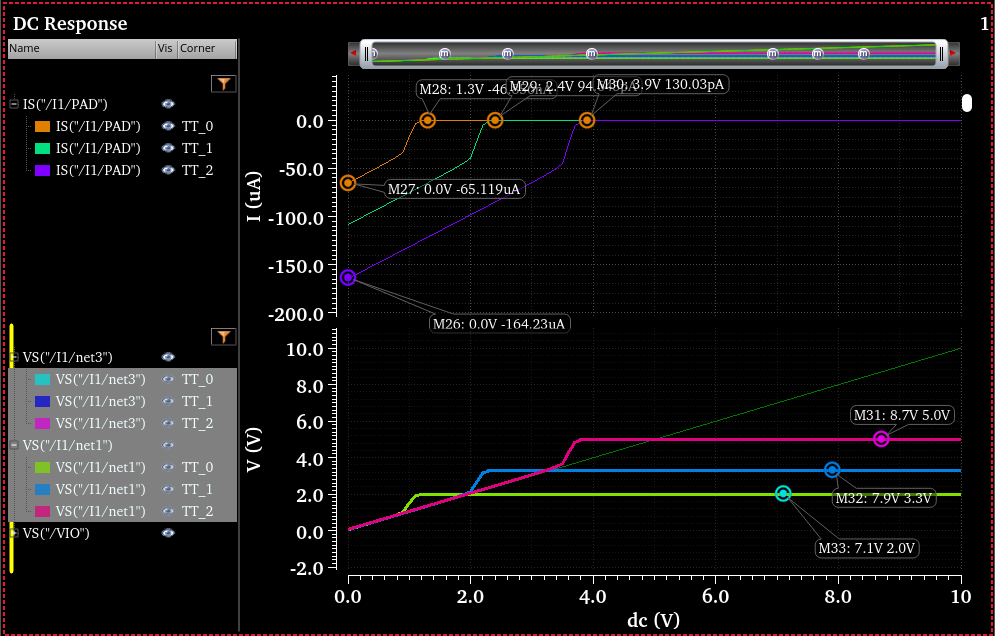 DC Response
1
Name Vis Corner
IS("/I1/PAD")
IS("/I1/PAD") TT_0
IS("/I1/PAD") TT_1
IS("/I1/PAD") TT_2
VS("/I1/net3")
VS("/I1/net3") TT_0
VS("/I1/net3") TT_1
VS("/I1/net3") TT_2
VS("/I1/net1")
VS("/I1/net1") TT_0
VS("/I1/net1") TT_1
VS("/I1/net1") TT_2
VS("/VIO")
m m m m m m
M28: 1.3V
M29: 2.4V
M30: 3.9V 130.03pA
M27: 0.0V -65.119uA
M26: 0.0V -164.23uA
I (uA)
0.0
-50.0
-100.0
-150.0
-200.0
V (V)
10.0
8.0
6.0
4.0
2.0
0.0
-2.0
M31: 8.7V 5.0V
M32: 7.9V 3.3V
M33: 7.1V 2.0V
0.0 2.0 4.0 6.0 8.0 10
dc (V)